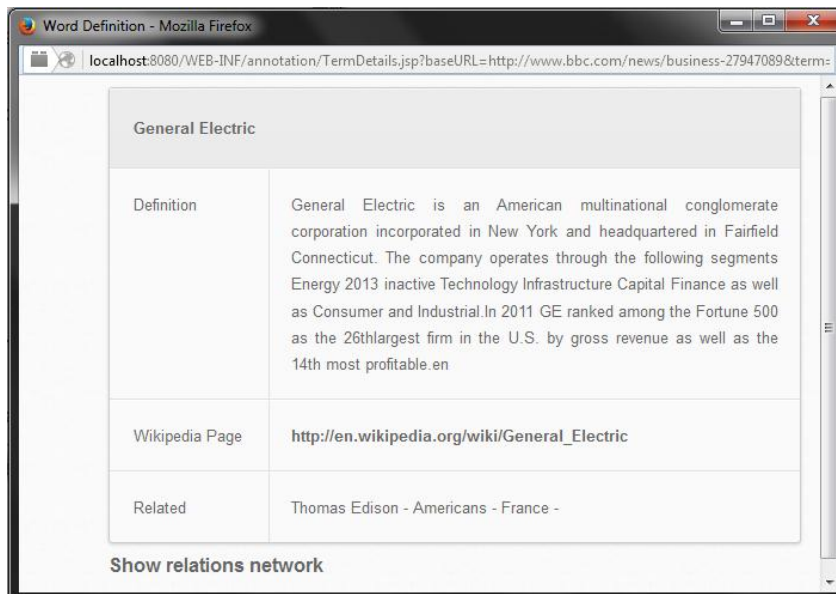 Word Definition - Mozilla Firefox
localhost:8080/WEB-INF/annotation/TermDetails.jsp?baseURL=http://www.bbc.com/news/business-27947089&term=
General Electric
Definition
General Electric is an American multinational conglomerate
corporation incorporated in New York and headquartered in Fairfield
Connecticut. The company operates through the following segments
Energy 2013 inactive Technology Infrastructure Capital Finance as well
as Consumer and Industrial.In 2011 GE ranked among the Fortune 500
as the 26thlargest firm in the U.S. by gross revenue as well as the
14th most profitable.en
Wikipedia Page
http://en.wikipedia.org/wiki/General_Electric
Related
Thomas Edison - Americans - France -
Show relations network